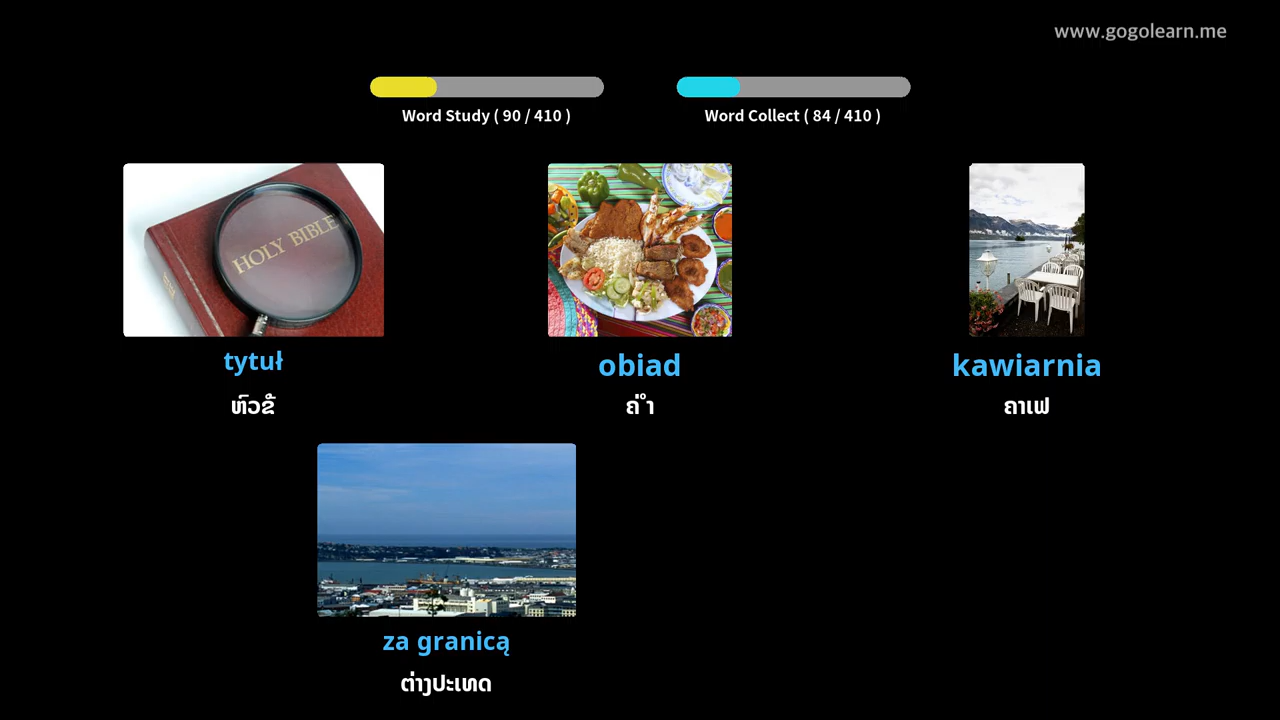 www.gogolearn.me
Word Study ( 90 / 410 )
Word Collect ( 84 / 410 )
HOLY BIBLE
tytuł
obiad
kawiarnia
ຫົວຂໍ້
ຄ່ ຳ
ຄາເຟ
za granicą
ຕ່າງປະເທດ